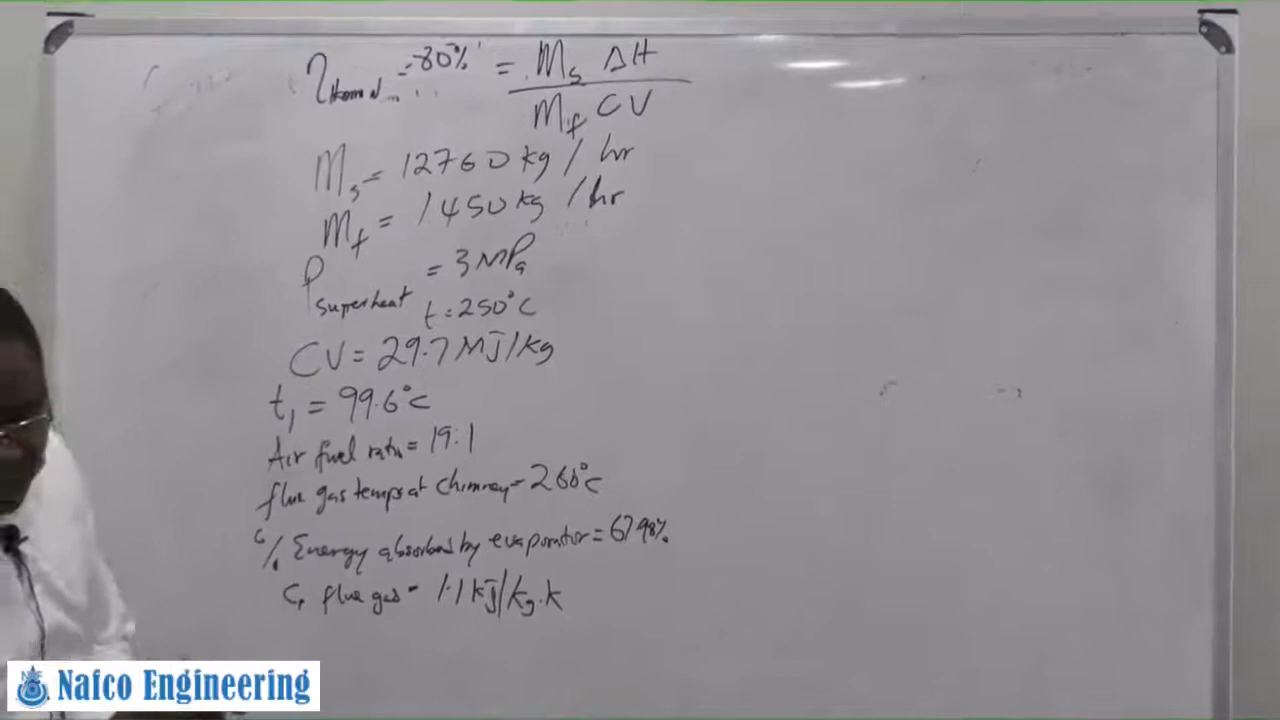 η thermal = 80% = Ms ΔH
Mf CV
Ms = 12760 kg / hr
Mf = 1450 kg / hr
P superheat = 3 MPa
t = 250°C
CV = 29.7 MJ/kg
t1 = 99.6°C
Air fuel ratio = 19:1
flue gas temp at chimney = 260°C
% Energy absorbed by evaporator = 67.98%
Cp flue gas = 1.1 kJ/kg.K
Naico Engineering